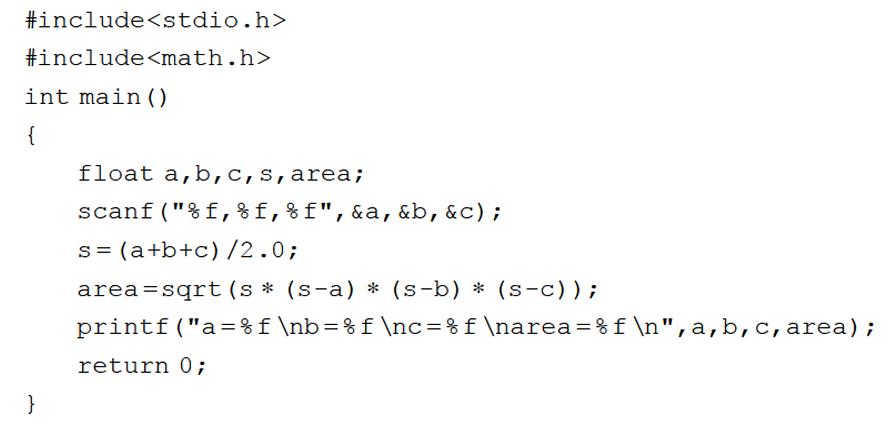 #include<stdio.h>
#include<math.h>
int main()
{
float a,b,c,s,area;
scanf("%f,%f,%f",&a,&b,&c);
s=(a+b+c)/2.0;
area=sqrt(s*(s-a)*(s-b)*(s-c));
printf("a=%f\nb=%f\nc=%f\narea=%f\n",a,b,c,area);
return 0;
}